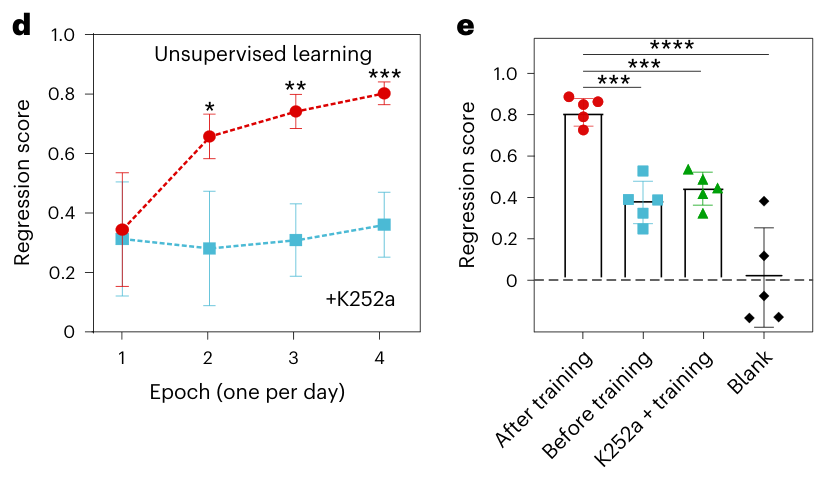 d
Unsupervised learning
Regression score
1.0
0.8
0.6
0.4
0.2
0
*
**
***
+K252a
1 2 3 4
Epoch (one per day)
e
Regression score
1.0
0.8
0.6
0.4
0.2
0
****
***
***
After training
Before training
K252a + training
Blank